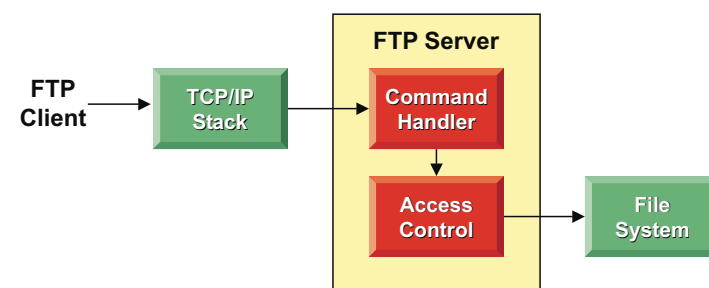 FTP Server
FTP
Client
TCP/IP
Stack
Command
Handler
Access
Control
File
System